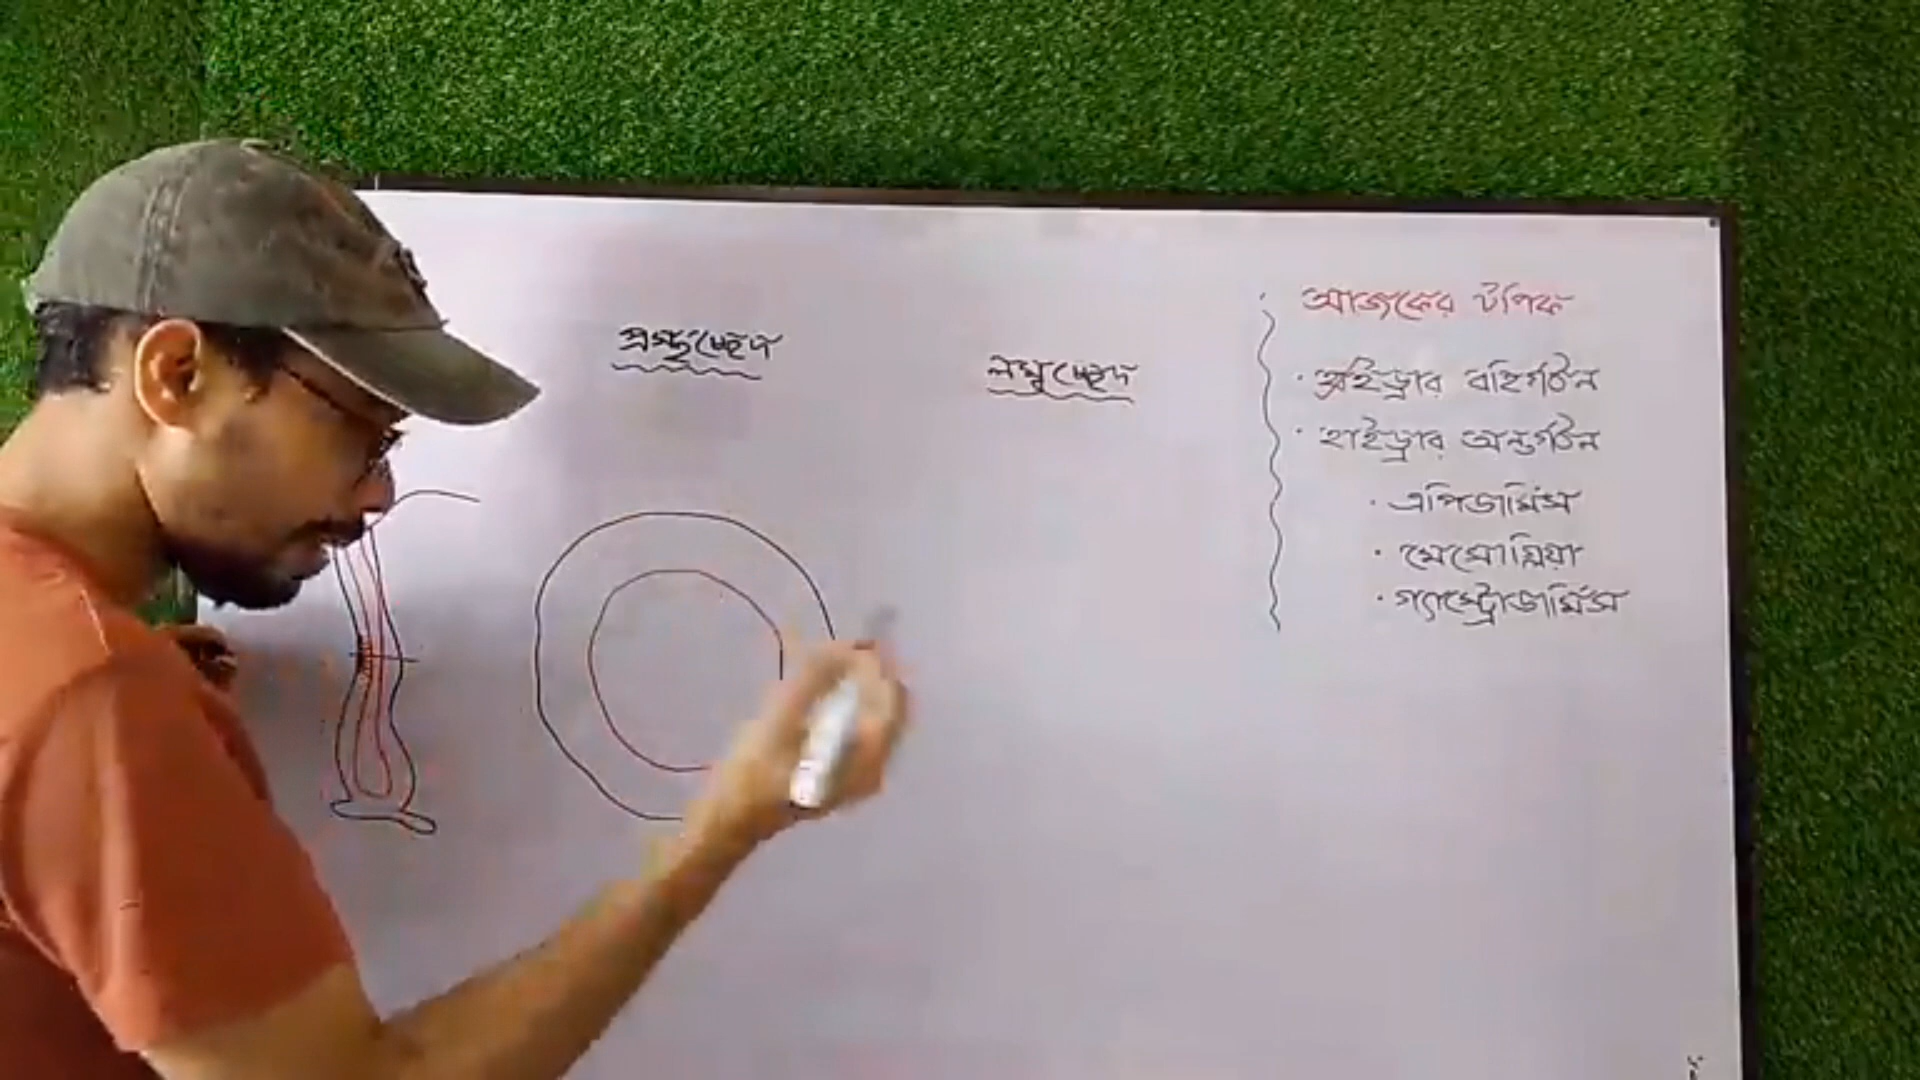 প্রস্থচ্ছেদ
লম্বচ্ছেদ
আজকের টপিক
· হাইড্রার বহির্গঠন
· হাইড্রার অন্তর্গঠন
· এপিডার্মিস
· মেসোগ্লিয়া
· গ্যাস্ট্রোডার্মিস